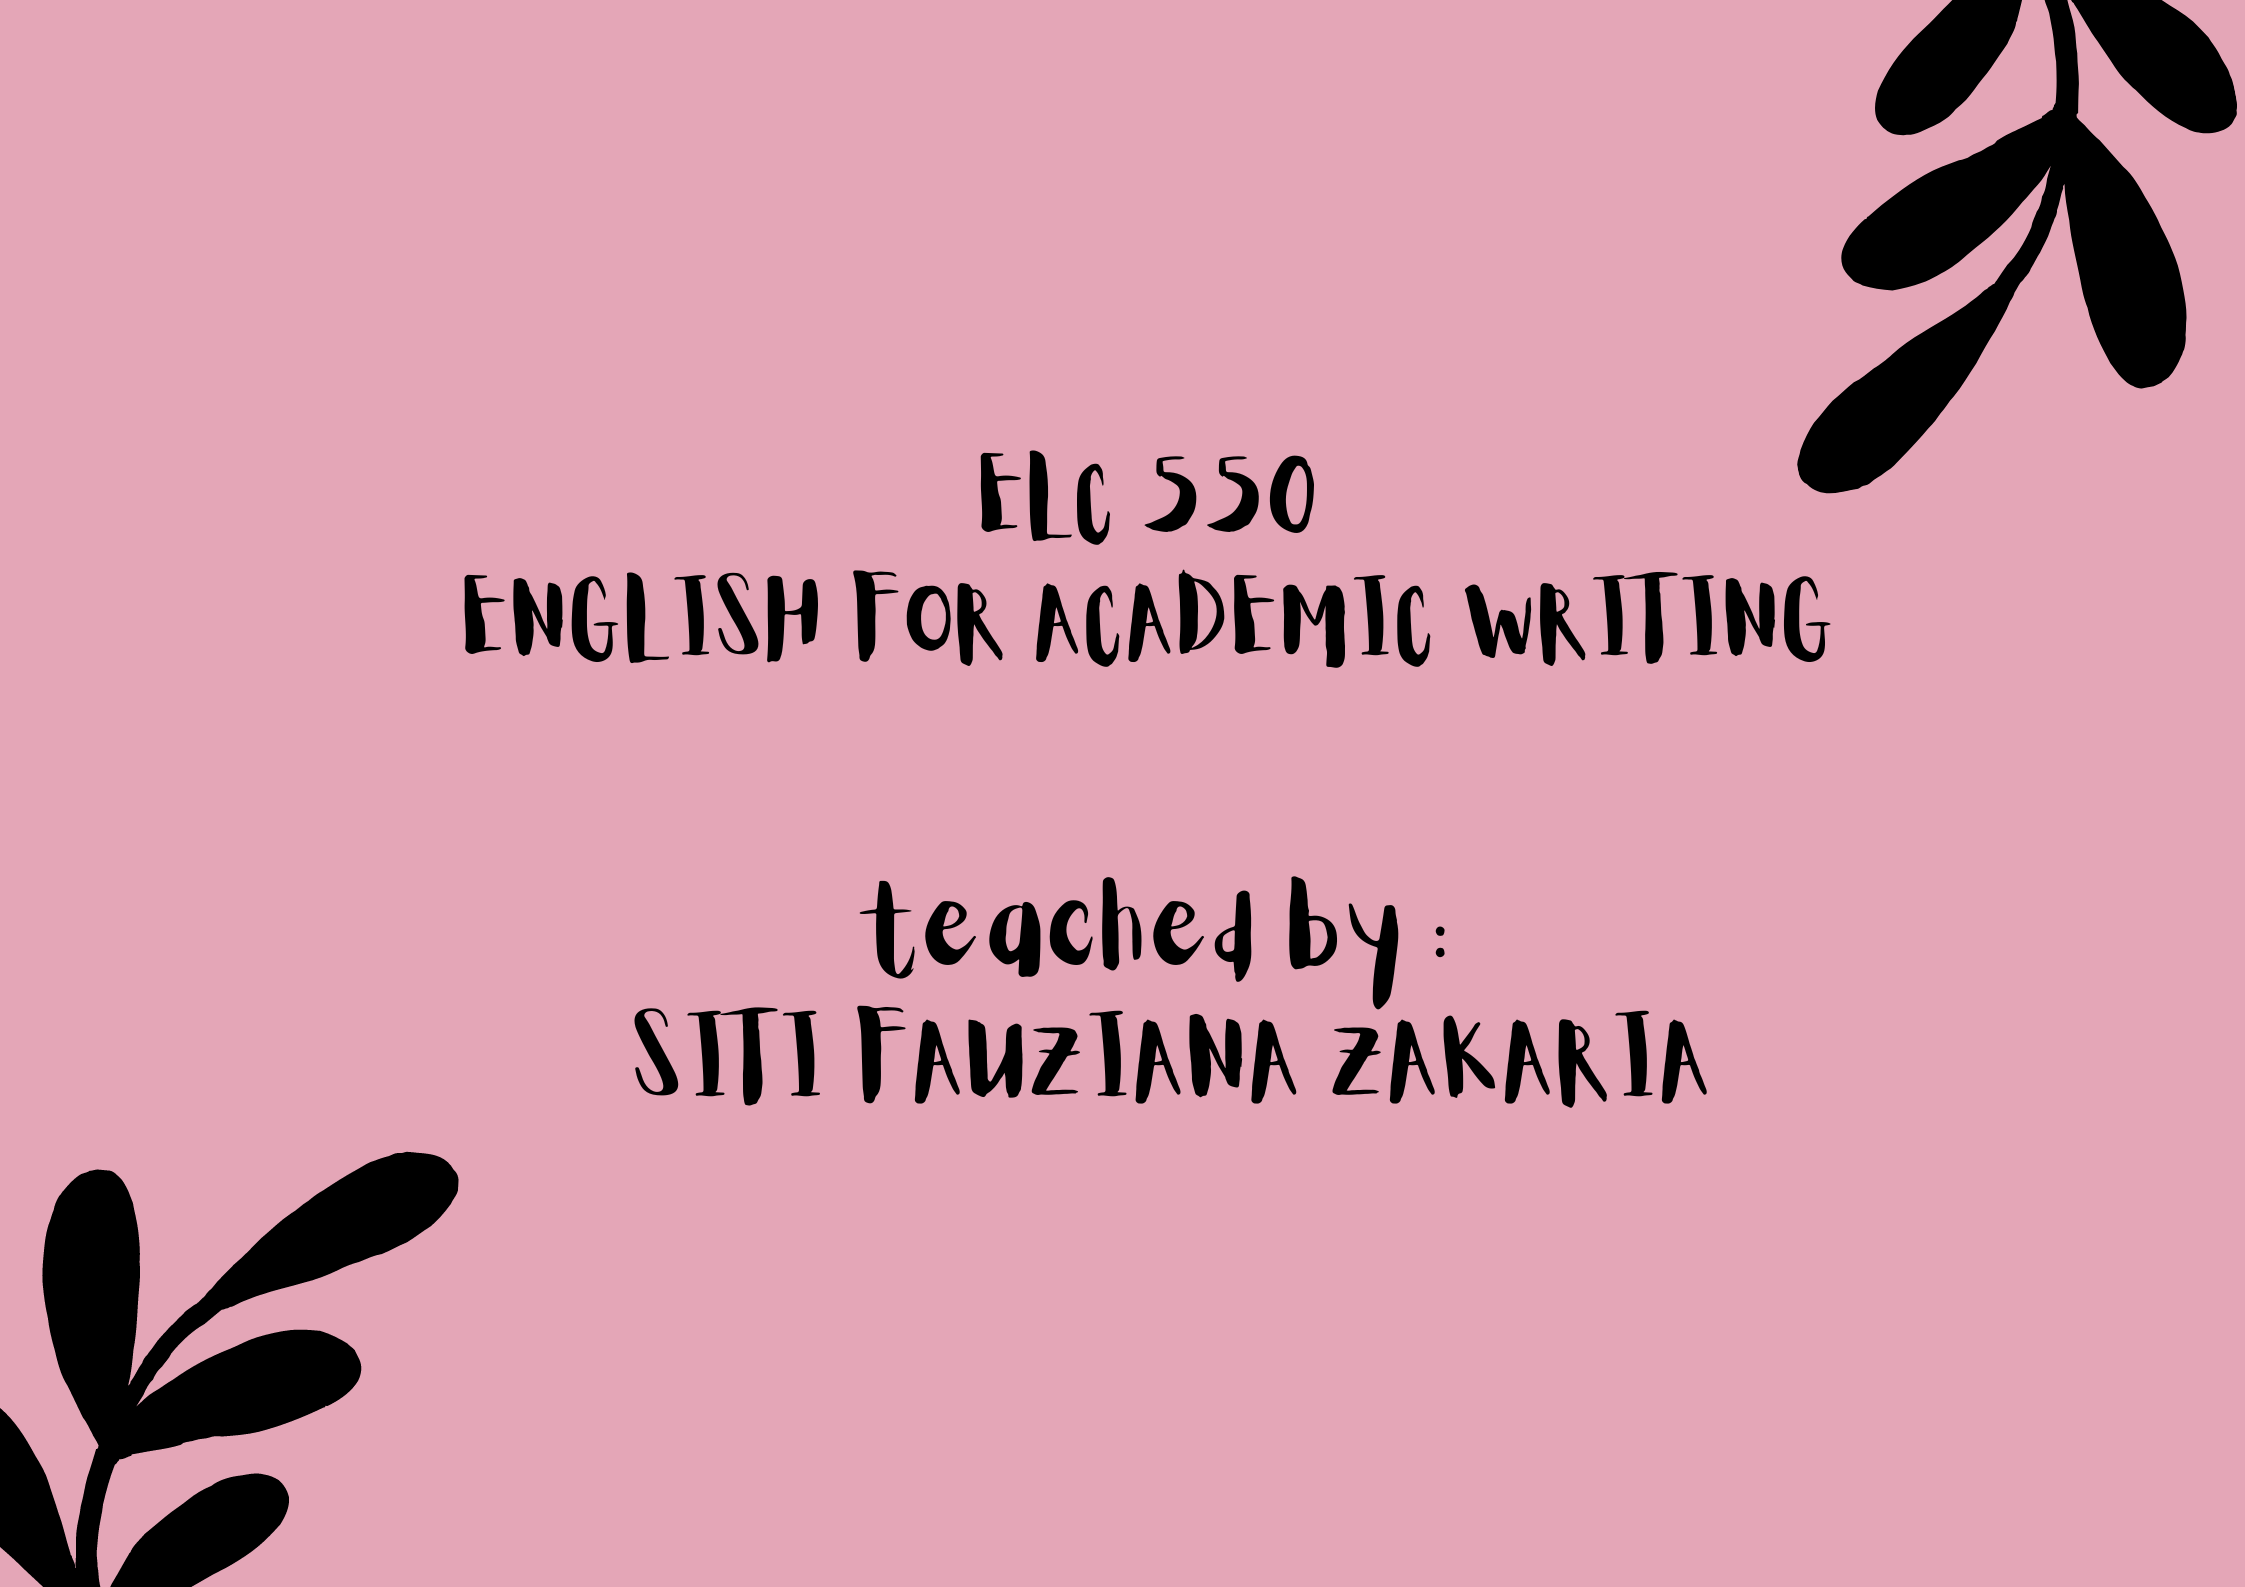 ELC 550
ENGLISH FOR ACADEMIC WRITING
teached by :
SITI FAUZIANA ZAKARIA